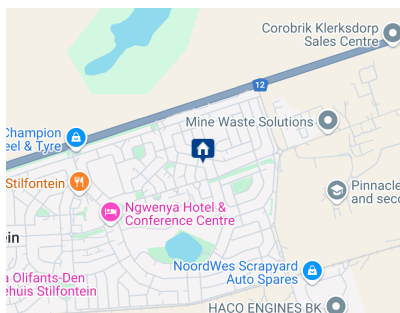 Corobrik Klerksdorp
Sales Centre
12
Mine Waste Solutions
Champion
eel & Tyre
Stilfontein
Pinnacle
and seco
Ngwenya Hotel &
Conference Centre
ein
a Olifants-Den
ehuis Stilfontein
NoordWes Scrapyard
Auto Spares
HACO ENGINES BK